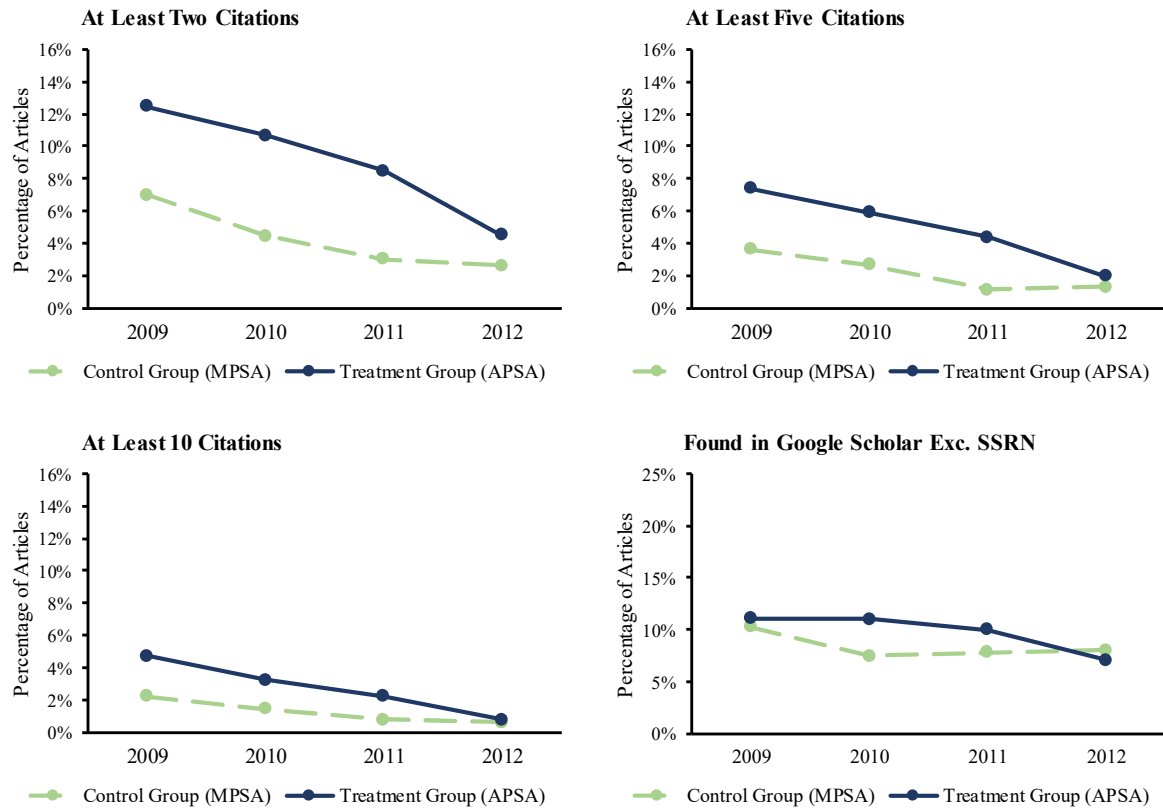 At Least Two Citations
Percentage of Articles
16%
14%
12%
10%
8%
6%
4%
2%
0%
2009 2010 2011 2012
Control Group (MPSA) Treatment Group (APSA)
At Least Five Citations
Percentage of Articles
16%
14%
12%
10%
8%
6%
4%
2%
0%
2009 2010 2011 2012
Control Group (MPSA) Treatment Group (APSA)
At Least 10 Citations
Percentage of Articles
16%
14%
12%
10%
8%
6%
4%
2%
0%
2009 2010 2011 2012
Control Group (MPSA) Treatment Group (APSA)
Found in Google Scholar Exc. SSRN
Percentage of Articles
25%
20%
15%
10%
5%
0%
2009 2010 2011 2012
Control Group (MPSA) Treatment Group (APSA)